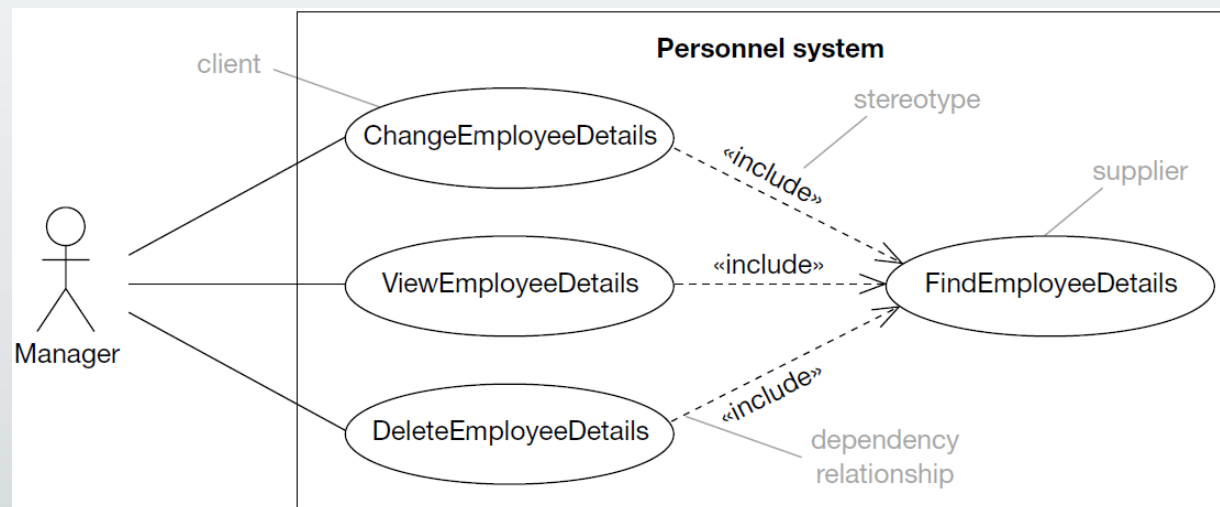 Personnel system
client
stereotype
ChangeEmployeeDetails
«include»
supplier
ViewEmployeeDetails
«include»
FindEmployeeDetails
Manager
DeleteEmployeeDetails
«include»
dependency
relationship